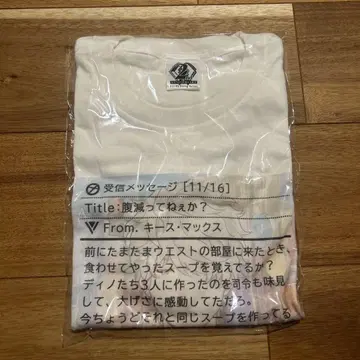 受信メッセージ [11/16]
Title:腹減ってねぇか?
From. キース・マックス
前にたまたまウエストの部屋に来たとき、
食わせてやったスープを覚えてるか?
ディノたち3人に作ったのを司令も味見
して、大げさに感動してただろ。
今ちょうどそれと同じスープを作ってる